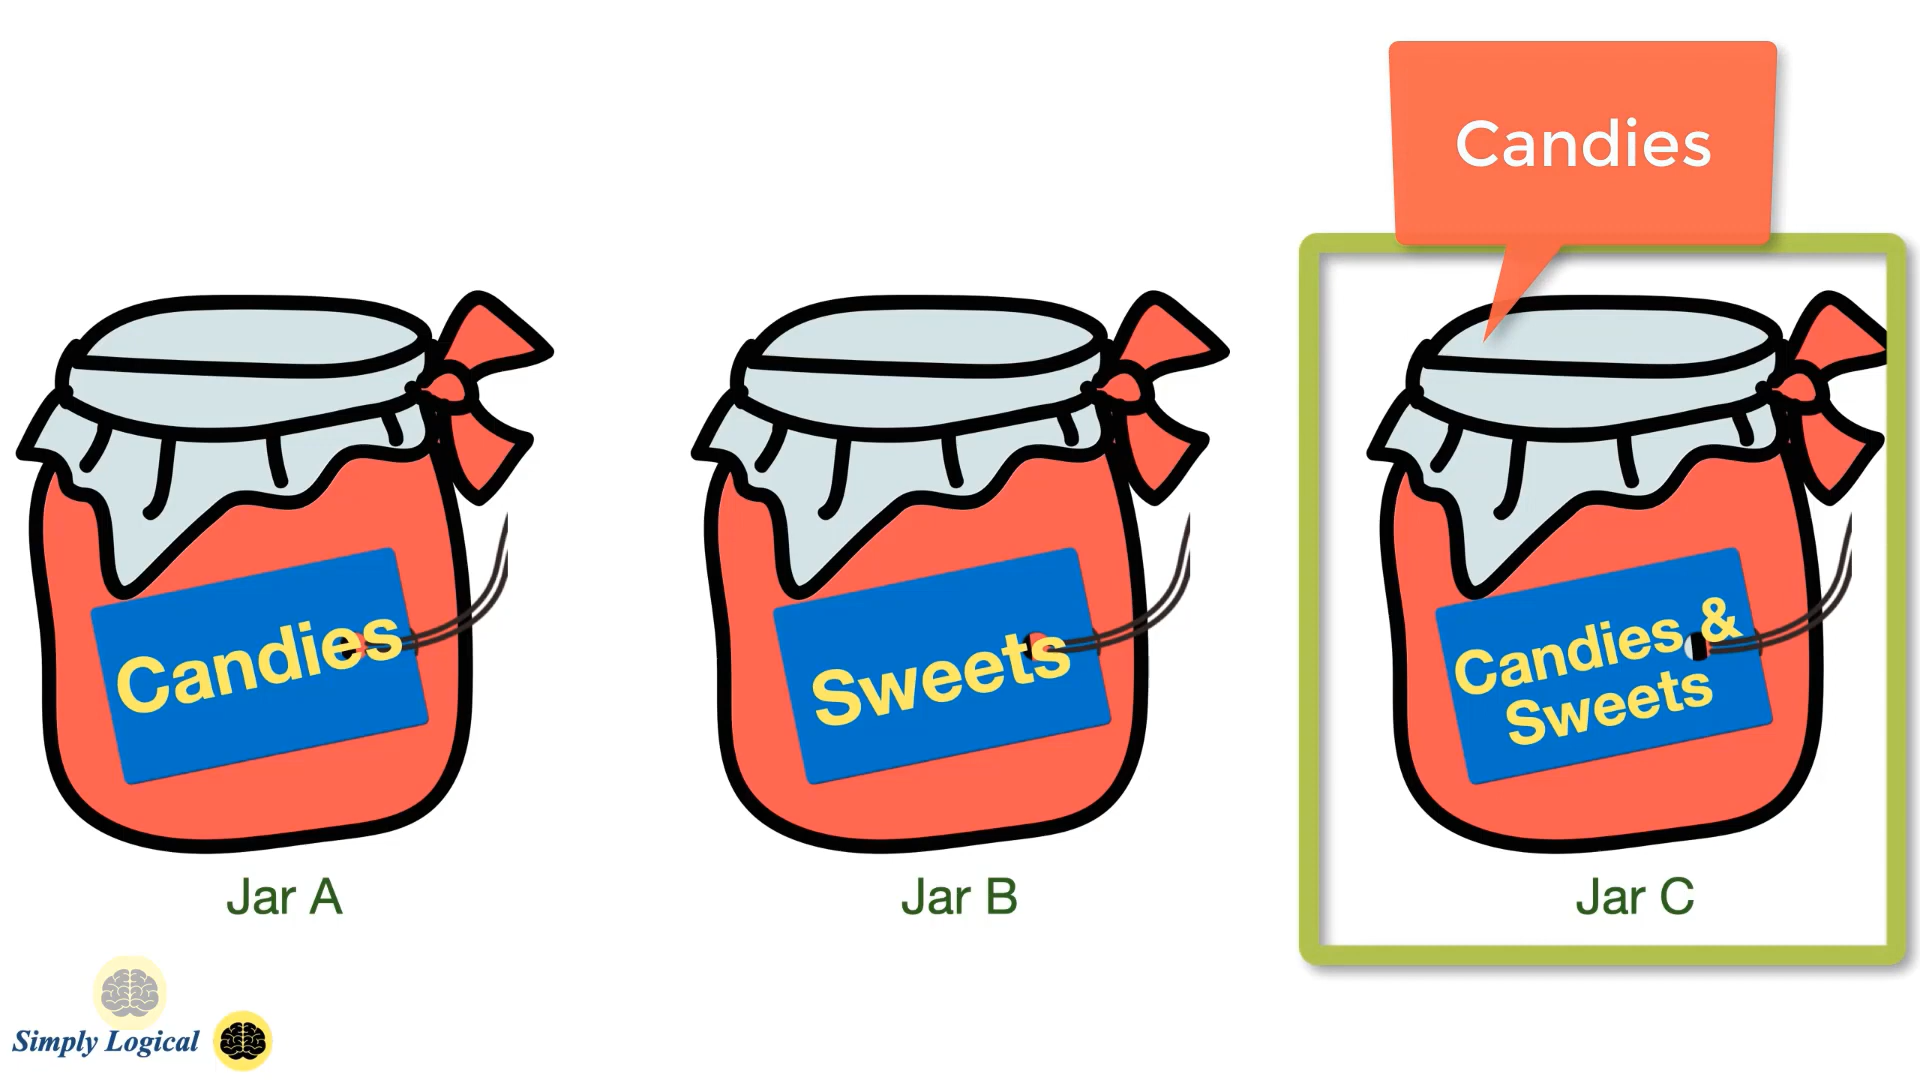 Candies
Candies
Sweets
Candies &
Sweets
Jar A
Jar B
Jar C
Simply Logical